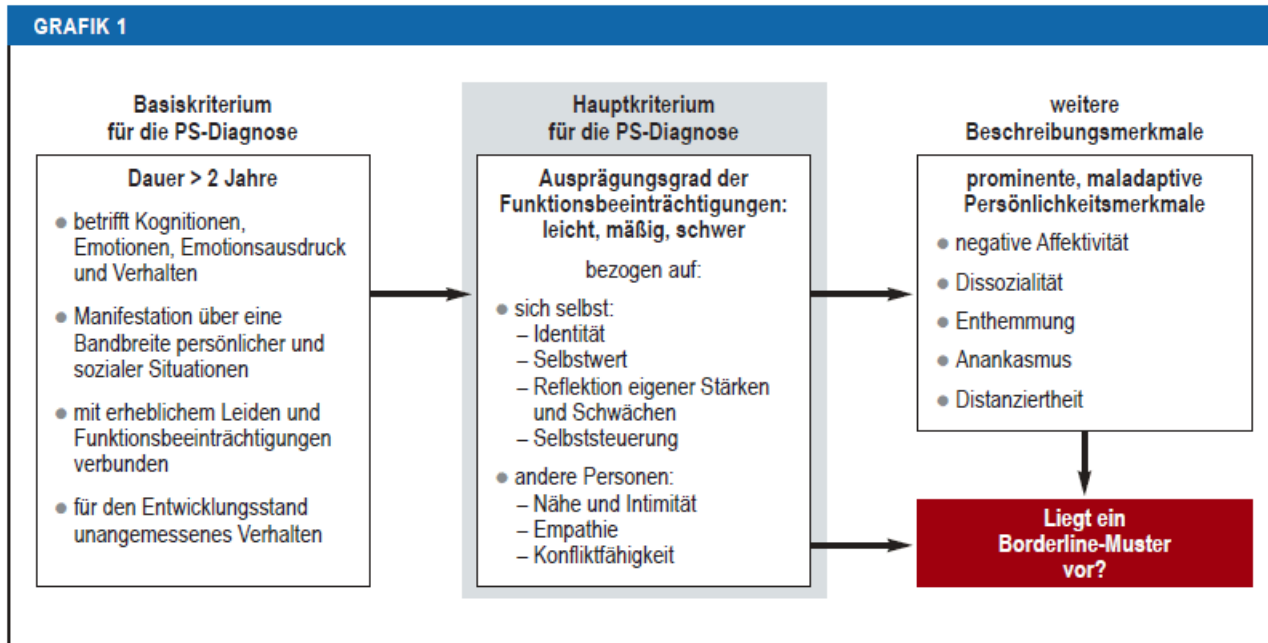 GRAFIK 1
Basiskriterium
für die PS-Diagnose
Dauer > 2 Jahre
● betrifft Kognitionen,
Emotionen, Emotionsausdruck
und Verhalten
● Manifestation über eine
Bandbreite persönlicher und
sozialer Situationen
● mit erheblichem Leiden und
Funktionsbeeinträchtigungen
verbunden
● für den Entwicklungsstand
unangemessenes Verhalten
Hauptkriterium
für die PS-Diagnose
Ausprägungsgrad der
Funktionsbeeinträchtigungen:
leicht, mäßig, schwer
bezogen auf:
● sich selbst:
– Identität
– Selbstwert
– Reflektion eigener Stärken
und Schwächen
– Selbststeuerung
● andere Personen:
– Nähe und Intimität
– Empathie
– Konfliktfähigkeit
weitere
Beschreibungsmerkmale
prominente, maladaptive
Persönlichkeitsmerkmale
● negative Affektivität
● Dissozialität
● Enthemmung
● Anankasmus
● Distanziertheit
Liegt ein
Borderline-Muster
vor?